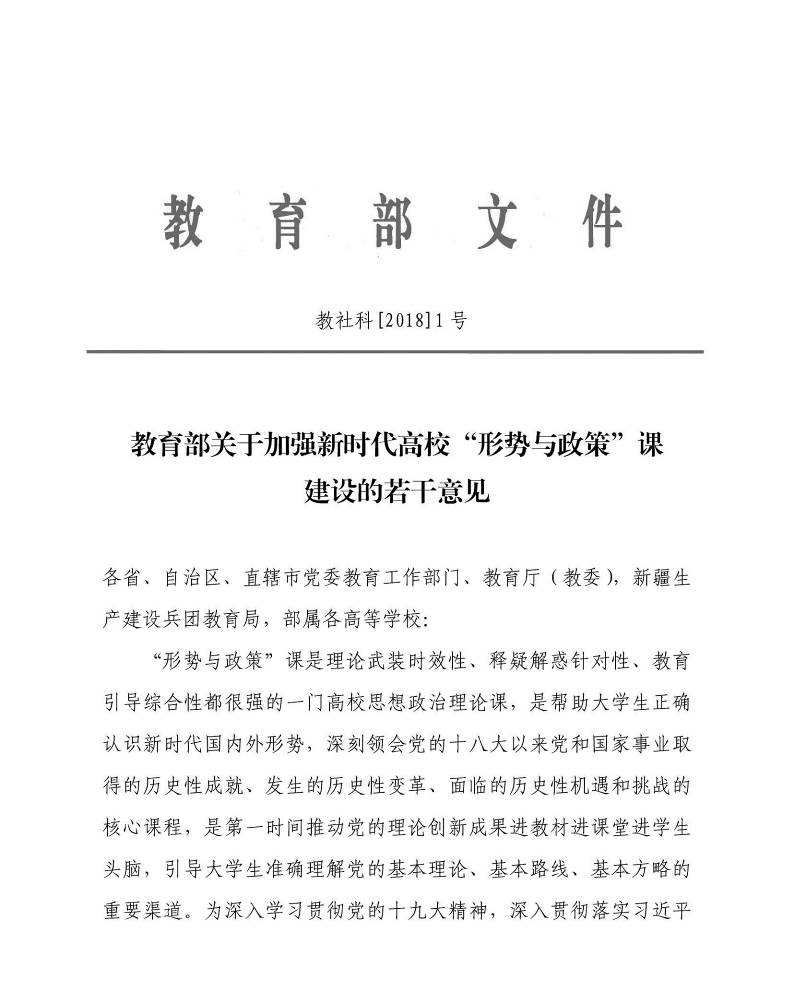 教育部文件
教社科[2018]1号
教育部关于加强新时代高校“形势与政策”课
建设的若干意见
各省、自治区、直辖市党委教育工作部门、教育厅（教委），新疆生
产建设兵团教育局，部属各高等学校：
“形势与政策”课是理论武装时效性、释疑解惑针对性、教育
引导综合性都很强的一门高校思想政治理论课，是帮助大学生正确
认识新时代国内外形势，深刻领会党的十八大以来党和国家事业取
得的历史性成就、发生的历史性变革、面临的历史性机遇和挑战的
核心课程，是第一时间推动党的理论创新成果进教材进课堂进学生
头脑，引导大学生准确理解党的基本理论、基本路线、基本方略的
重要渠道。为深入学习贯彻党的十九大精神，深入贯彻落实习近平